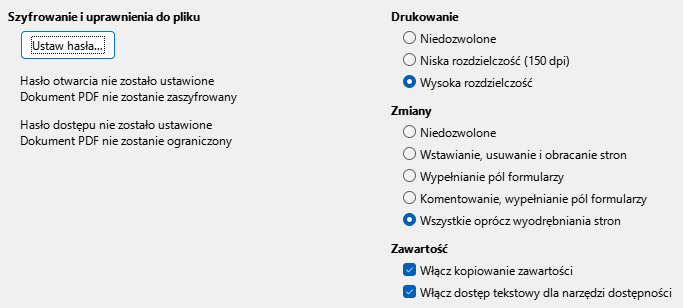 Szyfrowanie i uprawnienia do pliku
Ustaw hasła...
Hasło otwarcia nie zostało ustawione
Dokument PDF nie zostanie zaszyfrowany
Hasło dostępu nie zostało ustawione
Dokument PDF nie zostanie ograniczony
Drukowanie
Niedozwolone
Niska rozdzielczość (150 dpi)
Wysoka rozdzielczość
Zmiany
Niedozwolone
Wstawianie, usuwanie i obracanie stron
Wypełnianie pól formularzy
Komentowanie, wypełnianie pól formularzy
Wszystkie oprócz wyodrębniania stron
Zawartość
Włącz kopiowanie zawartości
Włącz dostęp tekstowy dla narzędzi dostępności